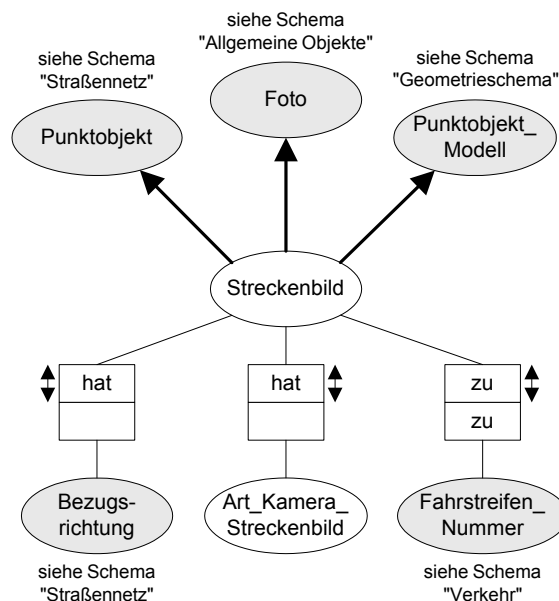 siehe Schema
"Allgemeine Objekte"
siehe Schema
"Straßennetz"
siehe Schema
"Geometrieschema"
Foto
Punktobjekt
Punktobjekt_
Modell
Streckenbild
hat
hat
zu
zu
Bezugs-
richtung
Art_Kamera_
Streckenbild
Fahrstreifen_
Nummer
siehe Schema
"Straßennetz"
siehe Schema
"Verkehr"